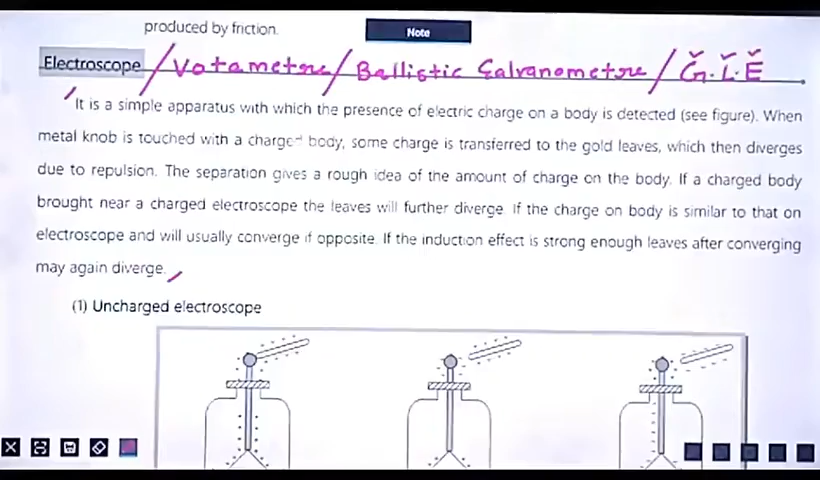 produced by friction.
Note
Electroscope / Votametre / Ballistic Galvanometre / G.L.E
It is a simple apparatus with which the presence of electric charge on a body is detected (see figure). When
metal knob is touched with a charged body, some charge is transferred to the gold leaves, which then diverges
due to repulsion. The separation gives a rough idea of the amount of charge on the body. If a charged body
brought near a charged electroscope the leaves will further diverge. If the charge on body is similar to that on
electroscope and will usually converge if opposite. If the induction effect is strong enough leaves after converging
may again diverge.
(1) Uncharged electroscope